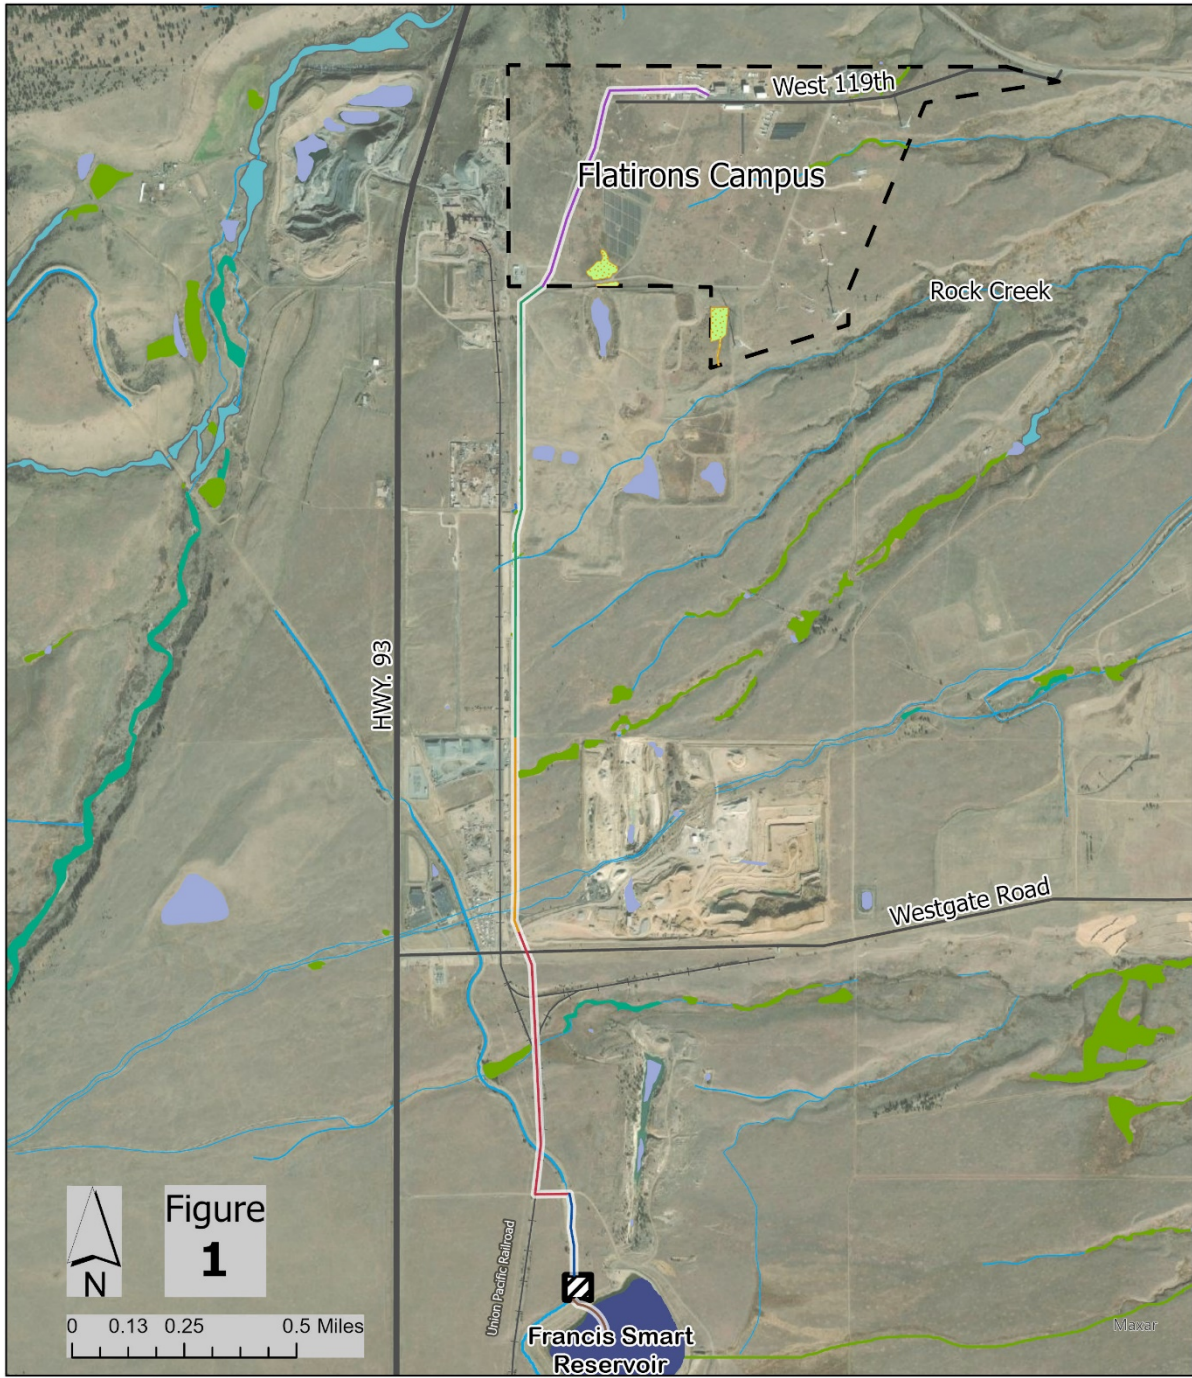 West 119th
Flatirons Campus
Rock Creek
HWY. 93
Westgate Road
Figure
1
N
0 0.13 0.25 0.5 Miles
Union Pacific Railroad
Francis Smart
Reservoir
Maxar